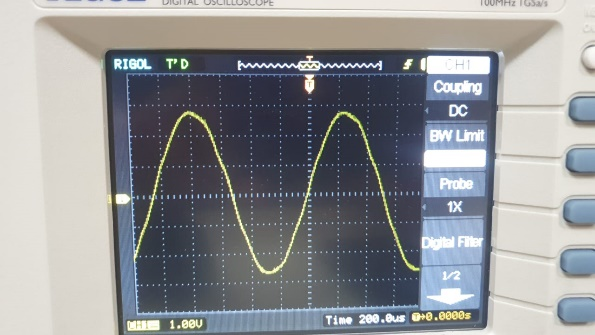 RIGOL
DIGITAL OSCILLOSCOPE
100MHz 1GSa/s
RIGOL T'D
CH1
Coupling
DC
BW Limit
Probe
1X
Digital Filter
1/2
1.00V
Time 200.0us
0.0000s